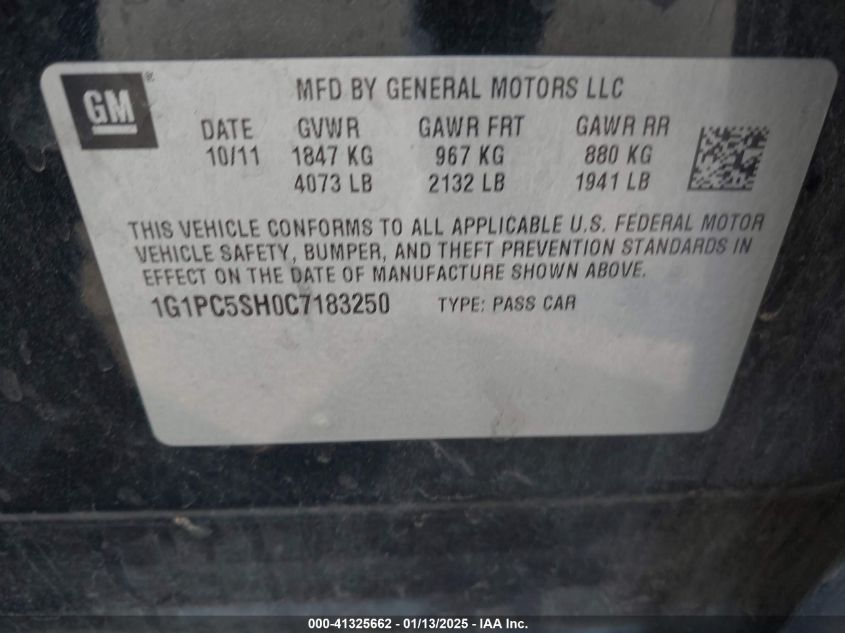 GM ®
MFD BY GENERAL MOTORS LLC
DATE GVWR GAWR FRT GAWR RR
10/11 1847 KG 967 KG 880 KG
4073 LB 2132 LB 1941 LB
THIS VEHICLE CONFORMS TO ALL APPLICABLE U.S. FEDERAL MOTOR
VEHICLE SAFETY, BUMPER, AND THEFT PREVENTION STANDARDS IN
EFFECT ON THE DATE OF MANUFACTURE SHOWN ABOVE.
1G1PC5SH0C7183250 TYPE: PASS CAR
000-41325662 - 01/13/2025 - IAA Inc.